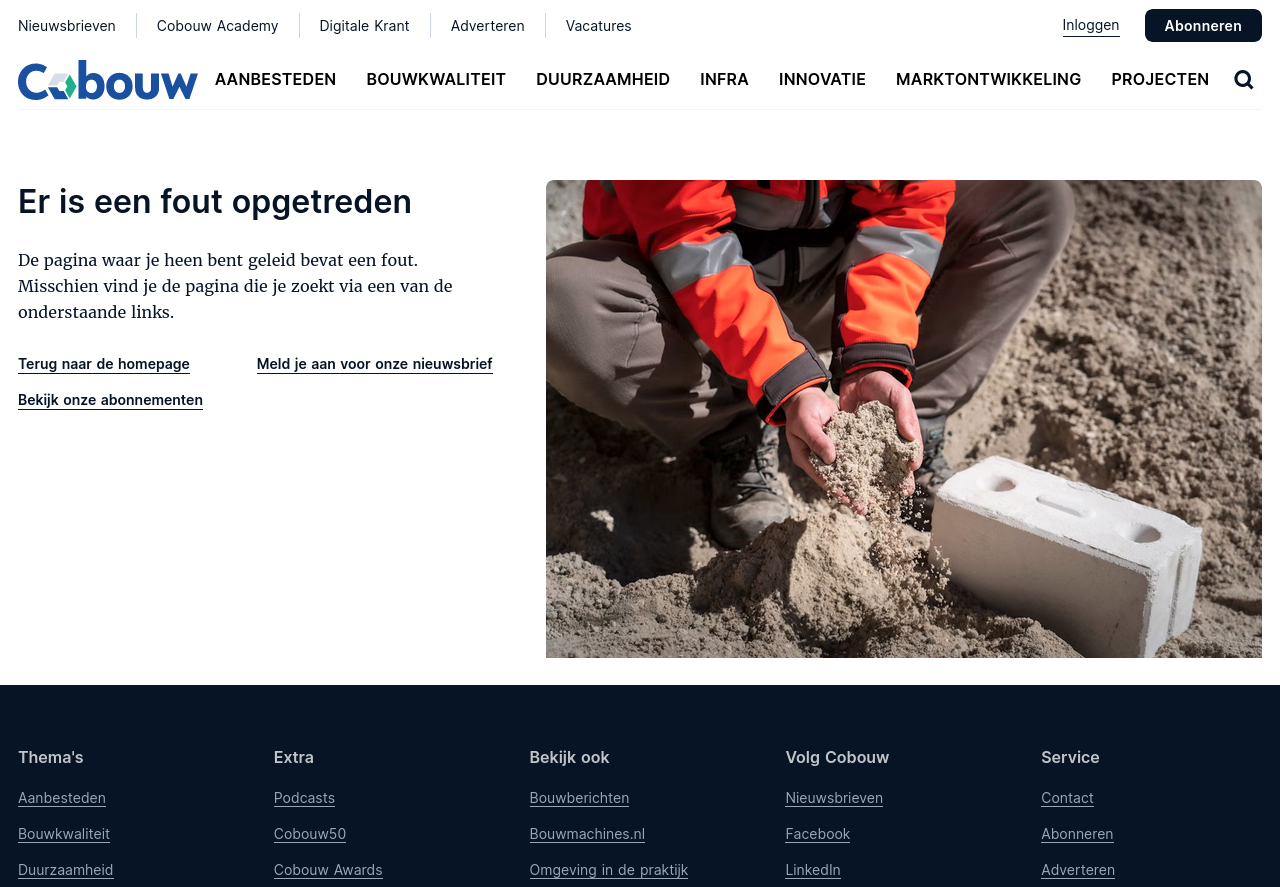 Nieuwsbrieven
Cobouw Academy
Digitale Krant
Adverteren
Vacatures
Inloggen
Abonneren
Cobouw
AANBESTEDEN
BOUWKWALITEIT
DUURZAAMHEID
INFRA
INNOVATIE
MARKTONTWIKKELING
PROJECTEN
Er is een fout opgetreden
De pagina waar je heen bent geleid bevat een fout.
Misschien vind je de pagina die je zoekt via een van de
onderstaande links.
Terug naar de homepage
Meld je aan voor onze nieuwsbrief
Bekijk onze abonnementen
Thema's
Aanbesteden
Bouwkwaliteit
Duurzaamheid
Extra
Podcasts
Cobouw50
Cobouw Awards
Bekijk ook
Bouwberichten
Bouwmachines.nl
Omgeving in de praktijk
Volg Cobouw
Nieuwsbrieven
Facebook
LinkedIn
Service
Contact
Abonneren
Adverteren